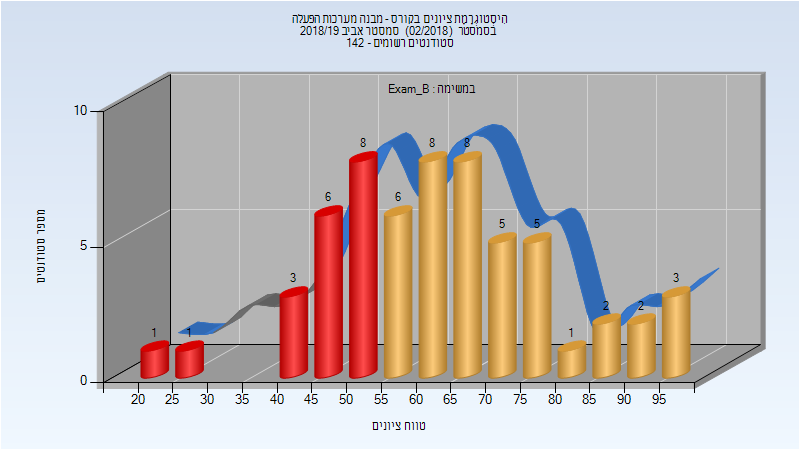 היסטוגרמת ציונים בקורס - מבנה מערכות הפעלה
בסמסטר (02/2018) סמסטר אביב 2018/19
סטודנטים רשומים - 142
במשימה : Exam_B
מספר סטודנטים
10
5
0
1 1 3 6 8 6 8 8 5 5 1 2 2 3
20 25 30 35 40 45 50 55 60 65 70 75 80 85 90 95
טווח ציונים